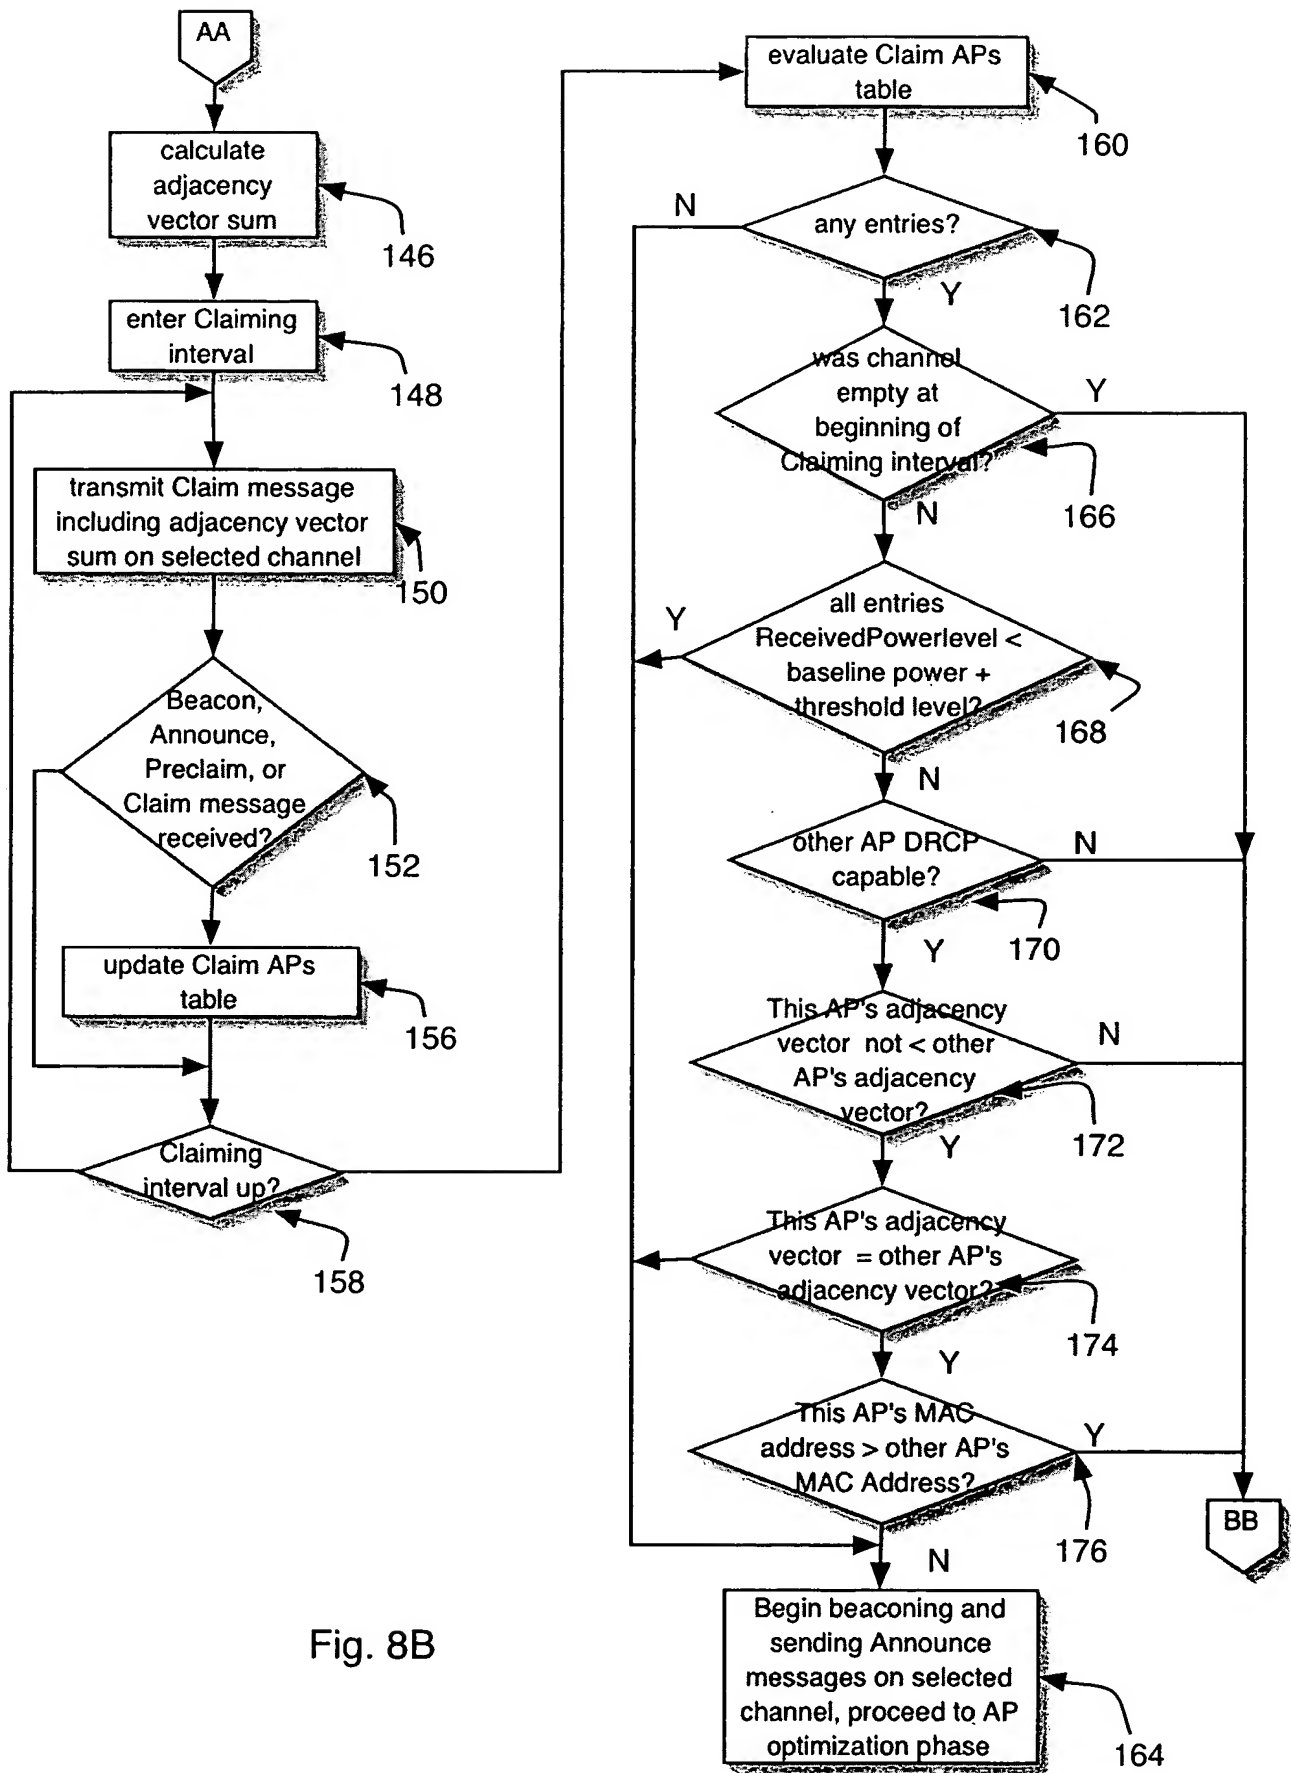 AA
calculate
adjacency
vector sum
146
enter Claiming
interval
148
transmit Claim message
including adjacency vector
sum on selected channel
150
Beacon,
Announce,
Preclaim, or
Claim message
received?
152
update Claim APs
table
156
Claiming
interval up?
158
evaluate Claim APs
table
160
N
any entries?
Y
162
was channel
empty at
beginning of
Claiming interval?
Y
166
N
all entries
ReceivedPowerlevel <
baseline power +
threshold level?
Y
168
N
other AP DRCP
capable?
N
170
Y
This AP's adjacency
vector not < other
AP's adjacency
vector?
N
172
Y
This AP's adjacency
vector = other AP's
adjacency vector?
174
Y
This AP's MAC
address > other AP's
MAC Address?
Y
176
BB
N
Begin beaconing and
sending Announce
messages on selected
channel, proceed to AP
optimization phase
164
Fig. 8B